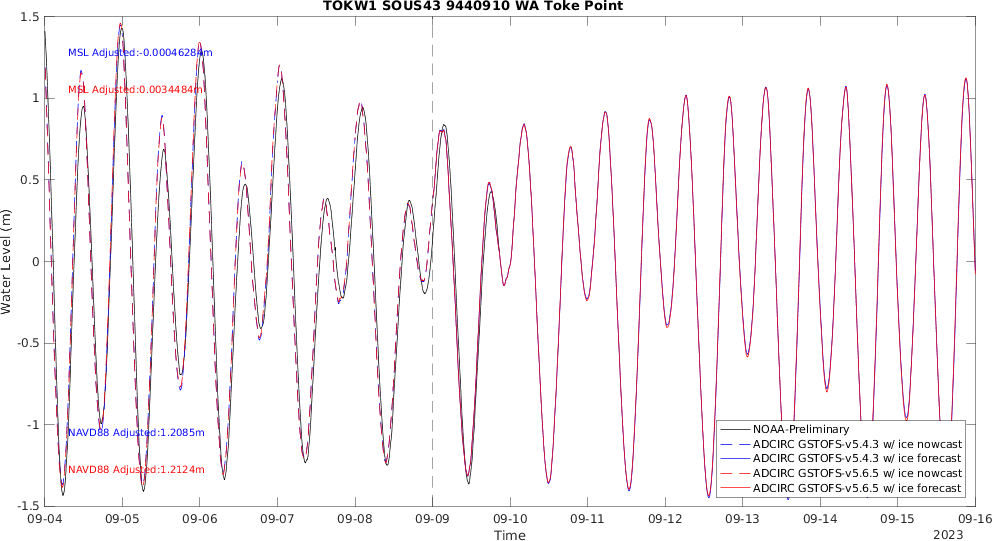 TOKW1 SOUS43 9440910 WA Toke Point
1.5
1
0.5
0
-0.5
-1
-1.5
Water Level (m)
MSL Adjusted:-0.00046284m
MSL Adjusted:0.0034484m
NAVD88 Adjusted:1.2085m
NAVD88 Adjusted:1.2124m
NOAA-Preliminary
ADCIRC GSTOFS-v5.4.3 w/ ice nowcast
ADCIRC GSTOFS-v5.4.3 w/ ice forecast
ADCIRC GSTOFS-v5.6.5 w/ ice nowcast
ADCIRC GSTOFS-v5.6.5 w/ ice forecast
09-04 09-05 09-06 09-07 09-08 09-09 09-10 09-11 09-12 09-13 09-14 09-15 09-16
Time
2023